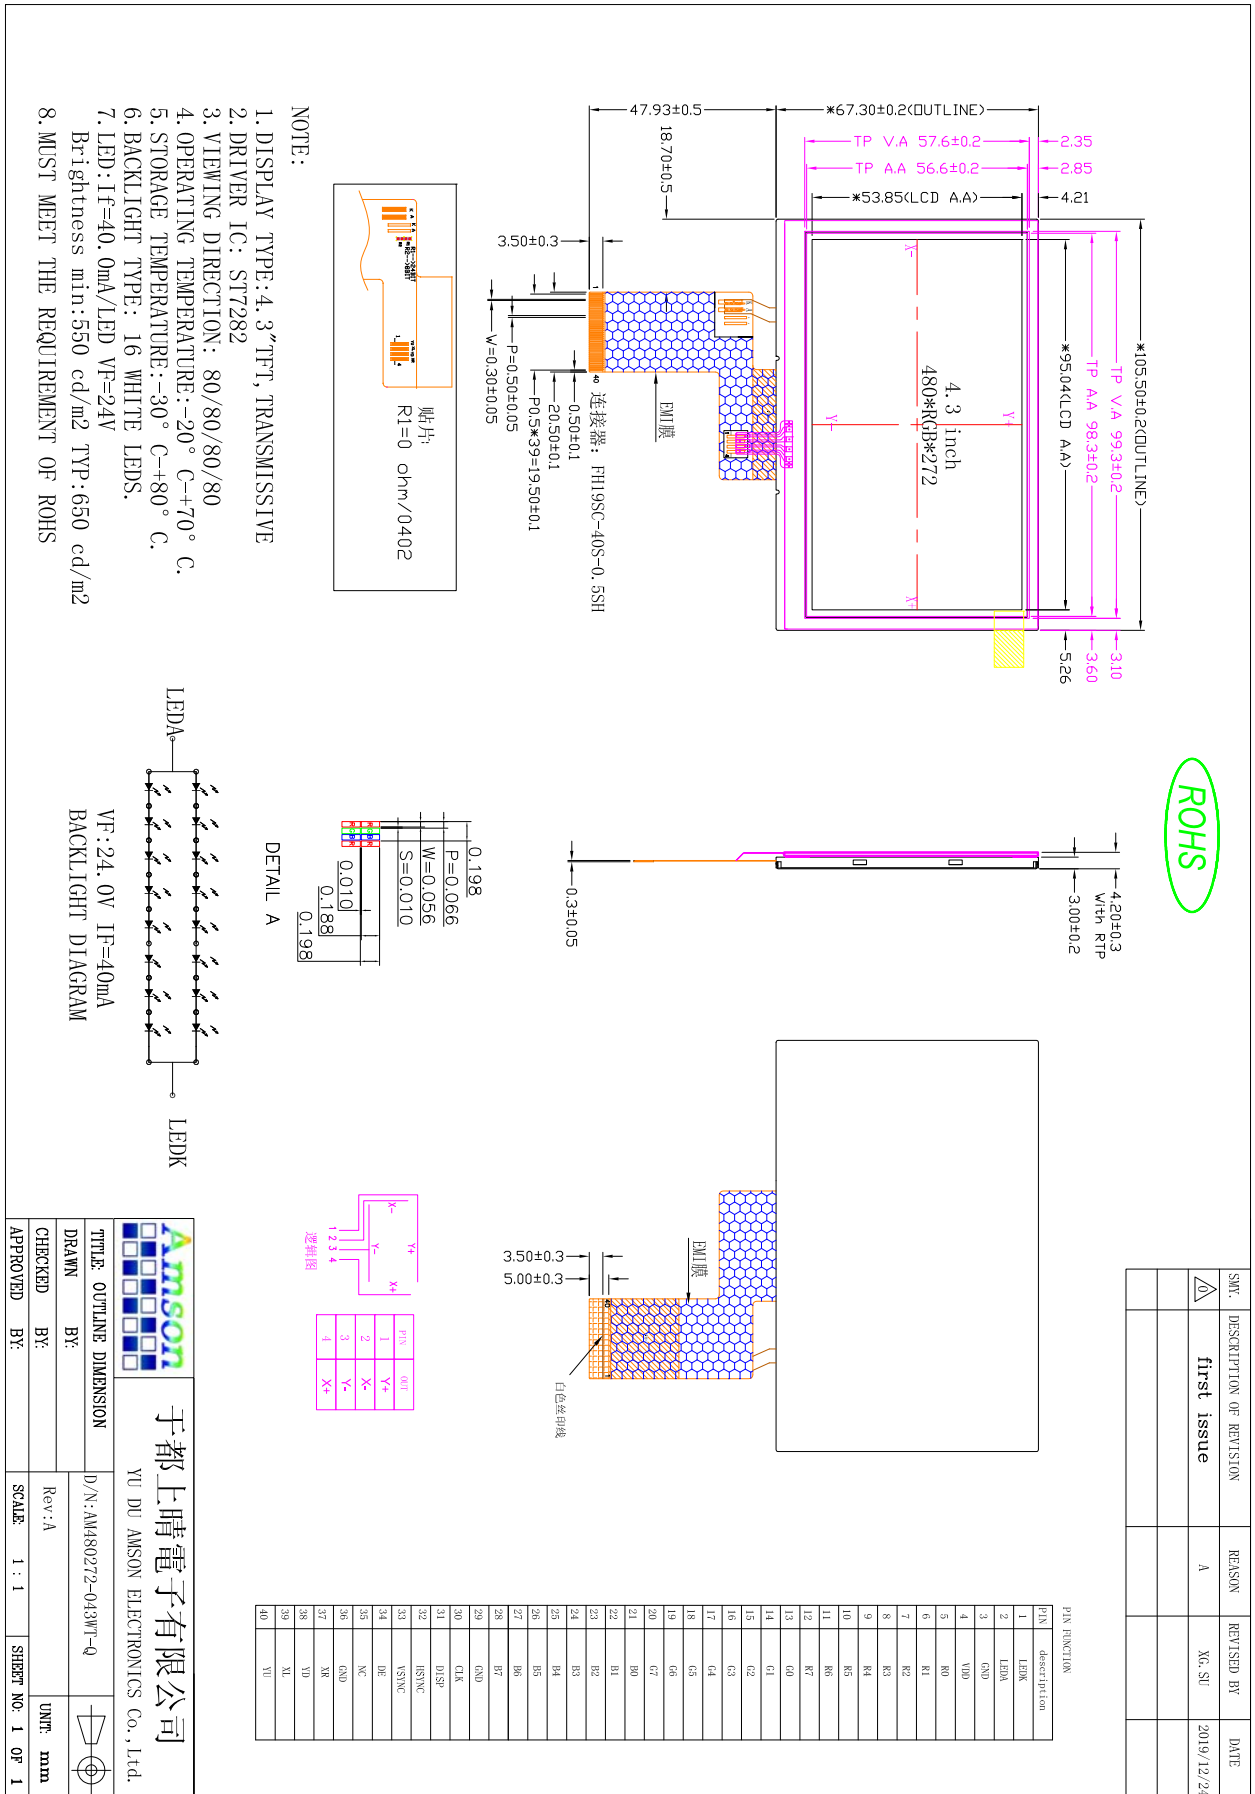 SMY.
DESCRIPTION OF REVISION
REASON
REVISED BY
DATE
0
first issue
A
XG. SU
2019/12/24
ROHS
*105.50±0.2(OUTLINE)
TP V.A 99.3±0.2
3.10
TP A.A 98.3±0.2
3.60
*95.04(LCD A.A)
5.26
*67.30±0.2(OUTLINE)
47.93±0.5
TP V.A 57.6±0.2
2.35
TP A.A 56.6±0.2
2.85
*53.85(LCD A.A)
4.21
18.70±0.5
3.50±0.3
4.3 inch
480*RGB*272
Y+
Y-
X-
X+
EMI膜
1
40
连接器: FH19SC-40S-0.5SH
0.50±0.1
20.50±0.1
P0.5*39=19.50±0.1
P=0.50±0.05
W=0.30±0.05
4.20±0.3
With RTP
3.00±0.2
0.3±0.05
EMI膜
3.50±0.3
5.00±0.3
40
1
白色丝印线
K A K A
R1-->24BIT
R2-->8BIT
贴片:
R1=0 ohm/0402
0.198
P=0.066
W=0.056
S=0.010
0.010
0.188
0.198
R G B R
R G B R
DETAIL A
X-
Y+
Y-
X+
1 2 3 4
逻辑图
PIN OUT
1 Y+
2 X-
3 Y-
4 X+
NOTE:
1. DISPLAY TYPE:4.3″TFT, TRANSMISSIVE
2. DRIVER IC: ST7282
3. VIEWING DIRECTION: 80/80/80/80
4. OPERATING TEMPERATURE:-20° C-+70° C.
5. STORAGE TEMPERATURE:-30° C-+80° C.
6. BACKLIGHT TYPE: 16 WHITE LEDS.
7. LED:If=40.0mA/LED VF=24V
Brightness min:550 cd/m2 TYP:650 cd/m2
8. MUST MEET THE REQUIREMENT OF ROHS
LEDA
LEDK
VF:24.0V IF=40mA
BACKLIGHT DIAGRAM
PIN FUNCTION
PIN description
1 LEDK
2 LEDA
3 GND
4 VDD
5 R0
6 R1
7 R2
8 R3
9 R4
10 R5
11 R6
12 R7
13 G0
14 G1
15 G2
16 G3
17 G4
18 G5
19 G6
20 G7
21 B0
22 B1
23 B2
24 B3
25 B4
26 B5
27 B6
28 B7
29 GND
30 CLK
31 DISP
32 HSYNC
33 VSYNC
34 DE
35 NC
36 GND
37 XR
38 YD
39 XL
40 YU
Amson
于都上晴電子有限公司
YU DU AMSON ELECTRONICS Co.,Ltd.
TITLE: OUTLINE DIMENSION
D/N:AM480272-043WT-Q
DRAWN BY:
CHECKED BY:
Rev:A
UNIT: mm
APPROVED BY:
SCALE: 1 : 1
SHEET NO: 1 OF 1